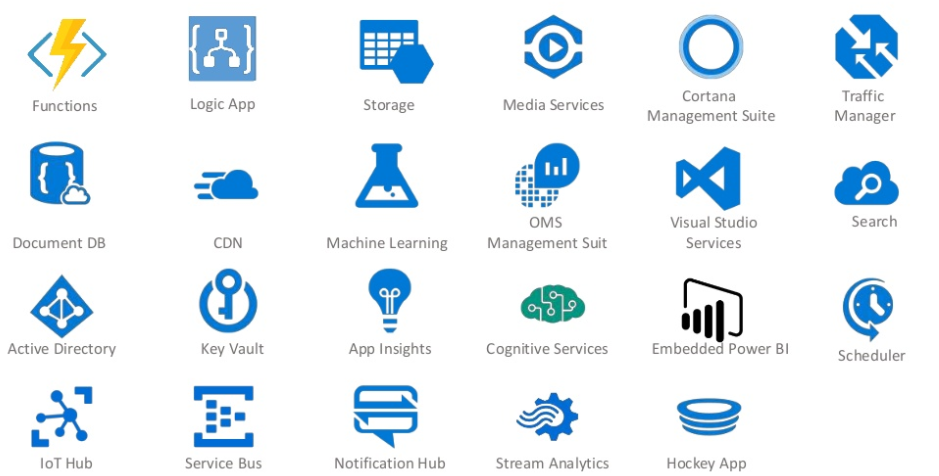 Functions
Logic App
Storage
Media Services
Cortana
Management Suite
Traffic
Manager
Document DB
CDN
Machine Learning
OMS
Management Suit
Visual Studio
Services
Search
Active Directory
Key Vault
App Insights
Cognitive Services
Embedded Power BI
Scheduler
IoT Hub
Service Bus
Notification Hub
Stream Analytics
Hockey App